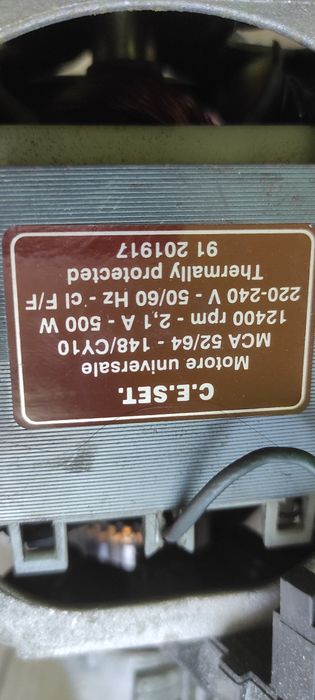 C.E.SET.
Motore universale
MCA 52/64 - 148/CY10
12400 rpm - 2,1 A - 500 W
220-240 V - 50/60 Hz - cl F/F
Thermally protected
91 201917